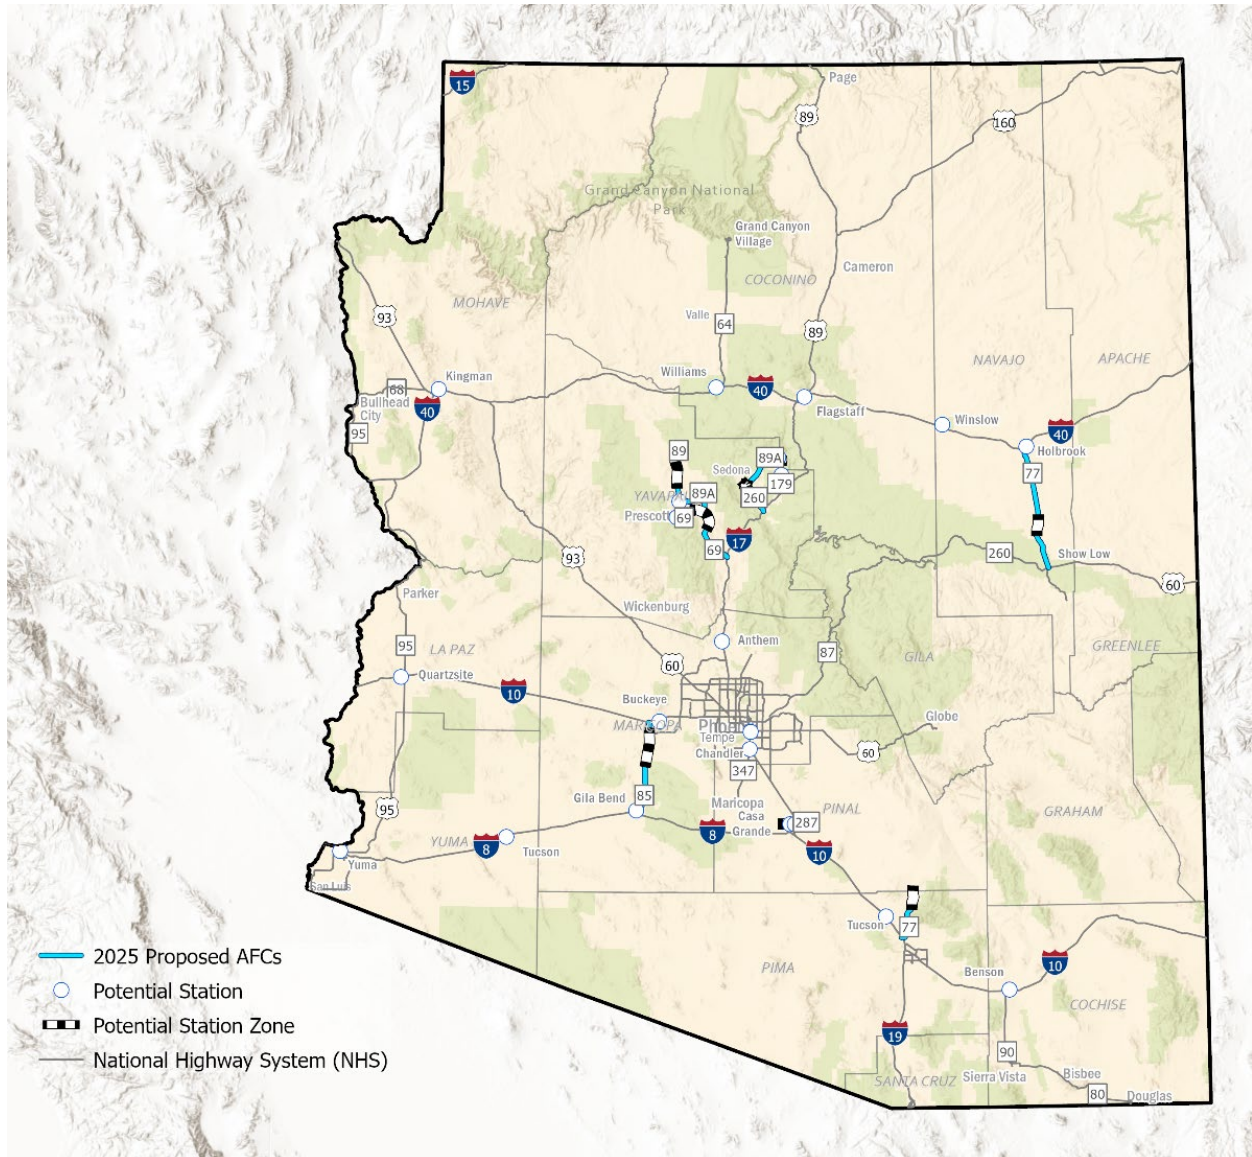 15
Page
89
160
Grand Canyon National
Park
Grand Canyon
Village
COCONINO
Cameron
MOHAVE
93
Valle
64
89
NAVAJO
APACHE
Kingman
68
Bullhead
City
40
95
Williams
40
Flagstaff
Winslow
40
Holbrook
77
89
Sedona
89A
179
260
YAVAPAI
89A
Prescott
69
69
17
260
Show Low
60
93
Parker
Wickenburg
95
LA PAZ
Anthem
87
GILA
GREENLEE
60
Quartzsite
10
Buckeye
MARICOPA
Tempe
Chandler
Globe
60
347
85
Gila Bend
Maricopa
Casa
Grande
PINAL
287
GRAHAM
95
YUMA
8
Tucson
8
10
Yuma
San Luis
Tucson
77
2025 Proposed AFCs
Potential Station
Potential Station Zone
National Highway System (NHS)
PIMA
Benson
10
COCHISE
19
90
SANTA CRUZ
Sierra Vista
Bisbee
80
Douglas